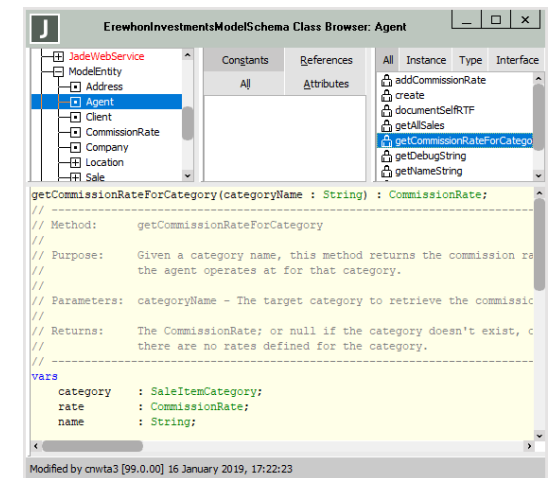 J
ErewhonInvestmentsModelSchema Class Browser: Agent
JadeWebService
ModelEntity
Address
Agent
Client
CommissionRate
Company
Location
Sale
Constants
References
All
Attributes
All Instance Type Interface
addCommissionRate
create
documentSelfRTF
getAllSales
getCommissionRateForCatego
getDebugString
getNameString
getCommissionRateForCategory(categoryName : String) : CommissionRate;
// --------------------------------------------------------------
// Method: getCommissionRateForCategory
//
// Purpose: Given a category name, this method returns the commission ra
// the agent operates at for that category.
//
// Parameters: categoryName - The target category to retrieve the commissio
//
// Returns: The CommissionRate; or null if the category doesn't exist, o
// there are no rates defined for the category.
// --------------------------------------------------------------
vars
category : SaleItemCategory;
rate : CommissionRate;
name : String;
Modified by cnwta3 [99.0.00] 16 January 2019, 17:22:23